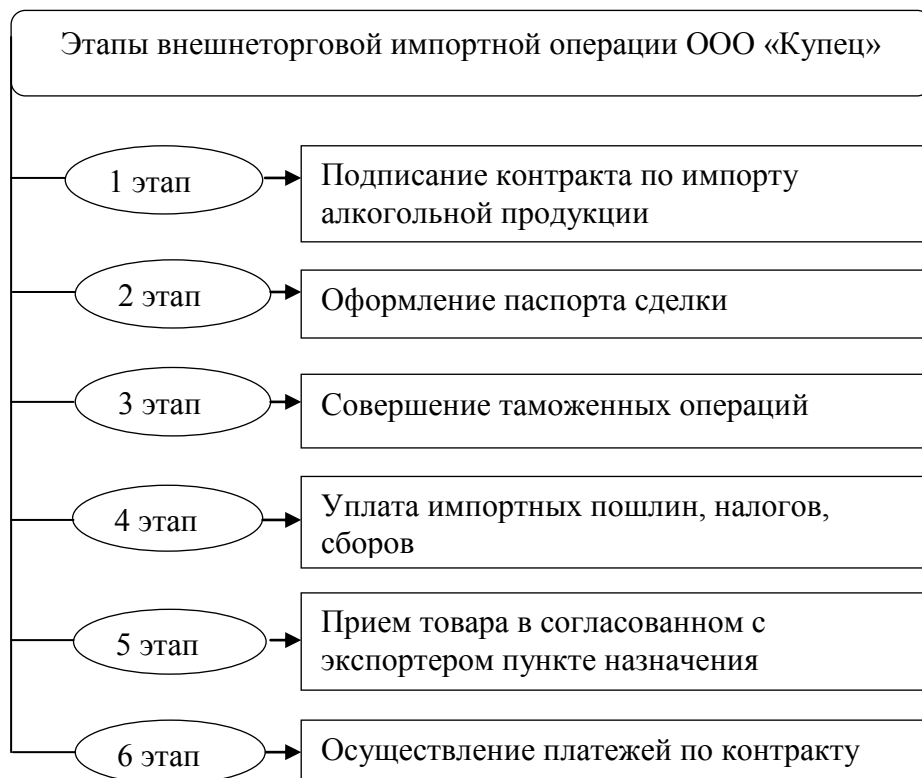 Этапы внешнеторговой импортной операции ООО «Купец»
1 этап
Подписание контракта по импорту
алкогольной продукции
2 этап
Оформление паспорта сделки
3 этап
Совершение таможенных операций
4 этап
Уплата импортных пошлин, налогов,
сборов
5 этап
Прием товара в согласованном с
экспортером пункте назначения
6 этап
Осуществление платежей по контракту